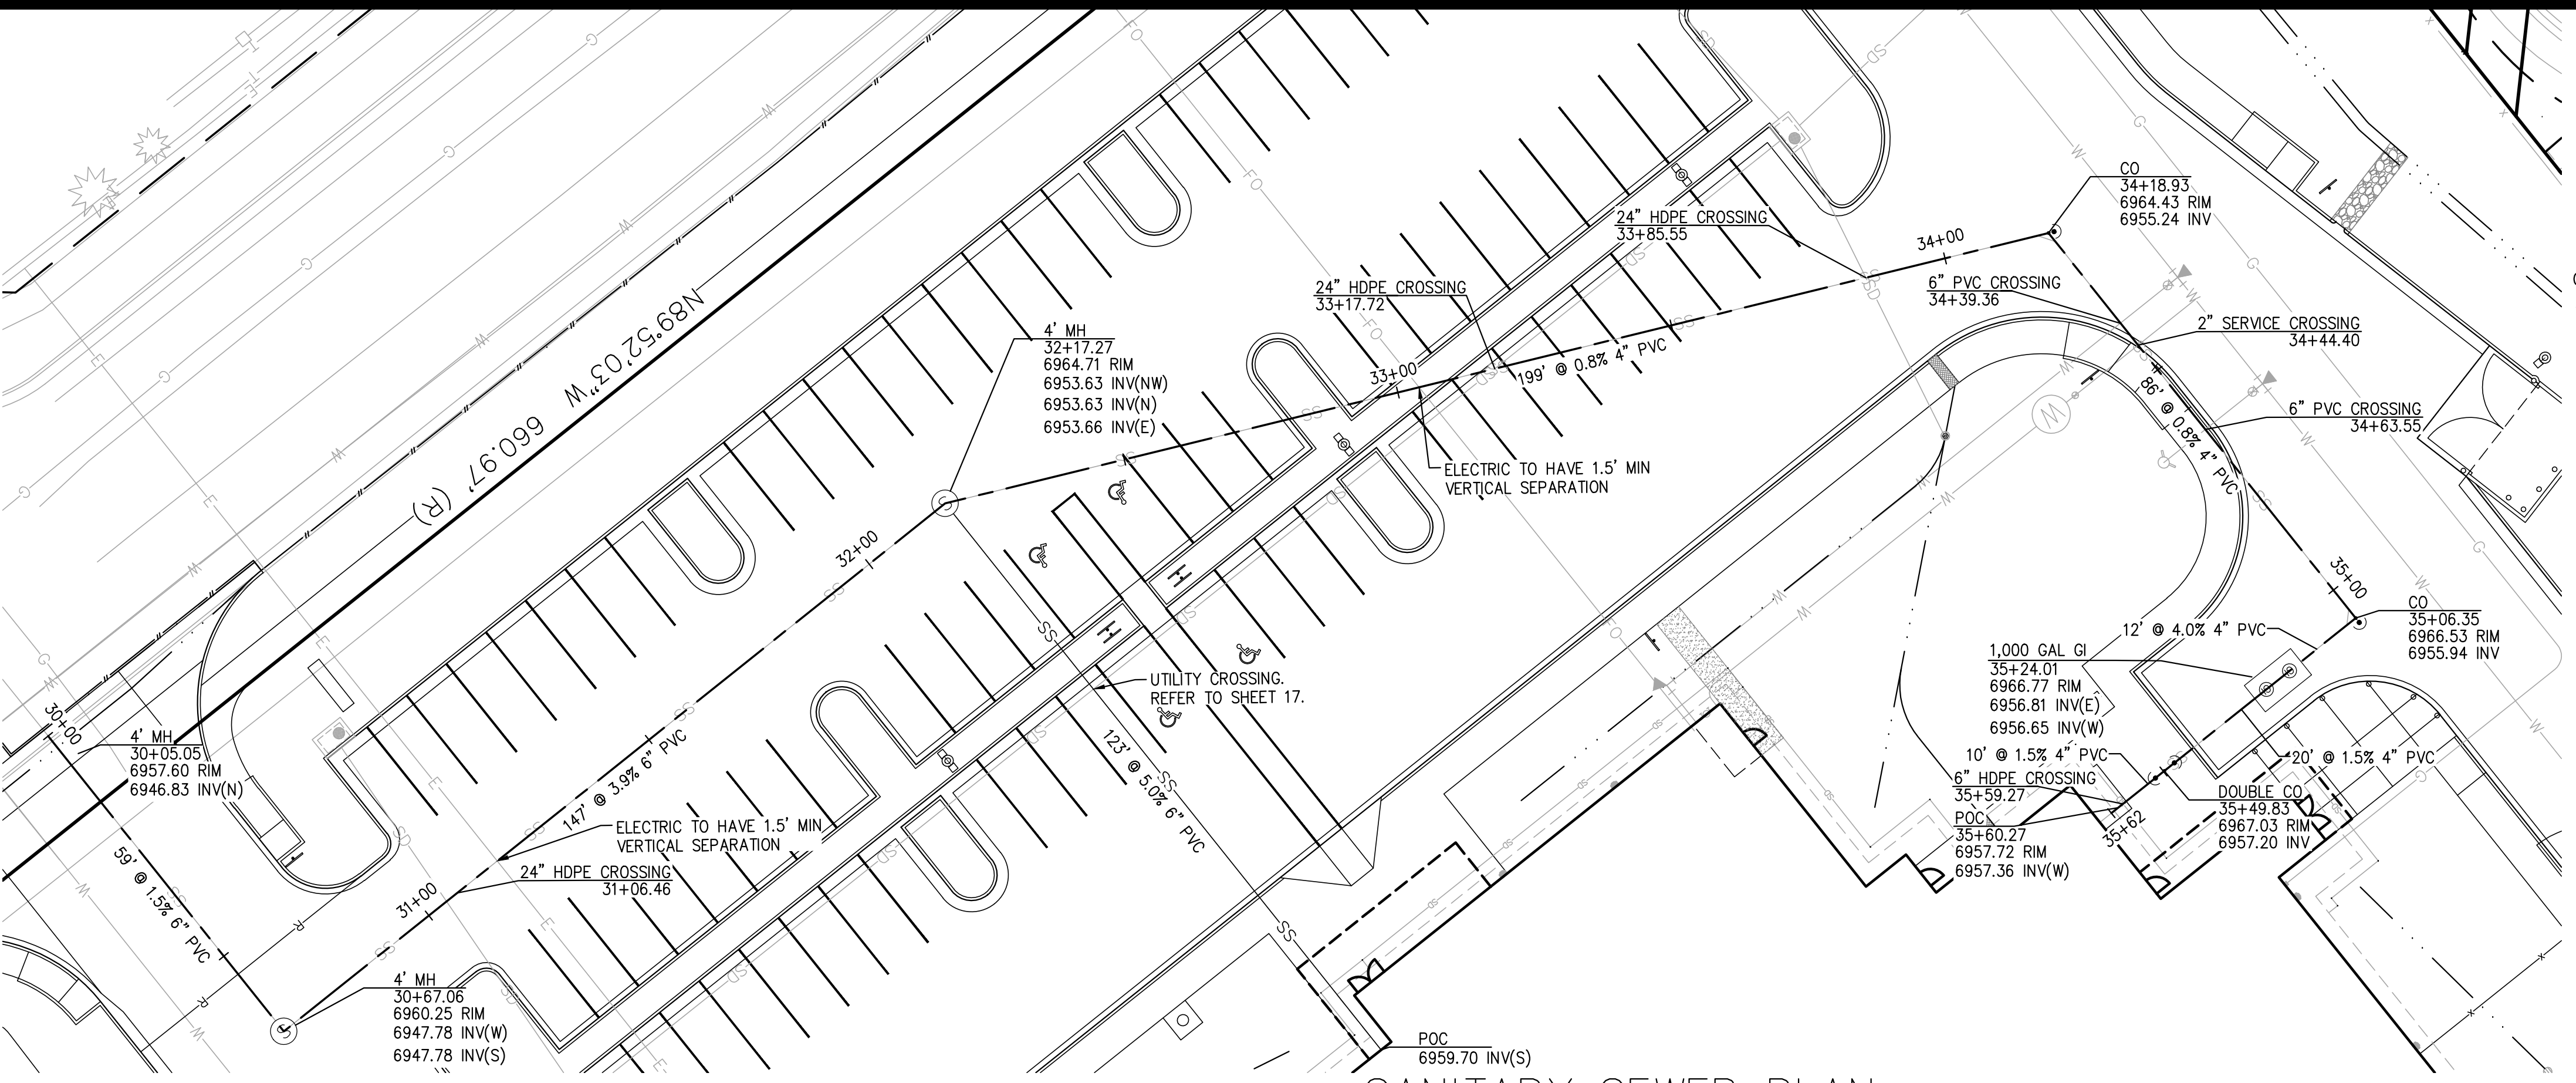 CO
34+18.93
6964.43 RIM
6955.24 INV
24" HDPE CROSSING
33+85.55
34+00
6" PVC CROSSING
34+39.36
24" HDPE CROSSING
33+17.72
2" SERVICE CROSSING
34+44.40
N89°52'03"W 660.97' (R)
4' MH
32+17.27
6964.71 RIM
6953.63 INV(NW)
6953.63 INV(N)
6953.66 INV(E)
33+00
199' @ 0.8% 4" PVC
86' @ 0.8% 4" PVC
6" PVC CROSSING
34+63.55
ELECTRIC TO HAVE 1.5' MIN
VERTICAL SEPARATION
32+00
35+00
CO
35+06.35
6966.53 RIM
6955.94 INV
12' @ 4.0% 4" PVC
1,000 GAL GI
35+24.01
6966.77 RIM
6956.81 INV(E)
6956.65 INV(W)
UTILITY CROSSING.
REFER TO SHEET 17.
30+00
4' MH
30+05.05
6957.60 RIM
6946.83 INV(N)
123' @ 5.0% 6" PVC
10' @ 1.5% 4" PVC
20' @ 1.5% 4" PVC
6" HDPE CROSSING
35+59.27
DOUBLE CO
35+49.83
6967.03 RIM
6957.20 INV
POC
35+60.27
6957.72 RIM
6957.36 INV(W)
35+62
147' @ 3.9% 6" PVC
ELECTRIC TO HAVE 1.5' MIN
VERTICAL SEPARATION
24" HDPE CROSSING
31+06.46
31+00
59' @ 1.5% 6" PVC
4' MH
30+67.06
6960.25 RIM
6947.78 INV(W)
6947.78 INV(S)
POC
6959.70 INV(S)
SANITARY SEWER PLAN